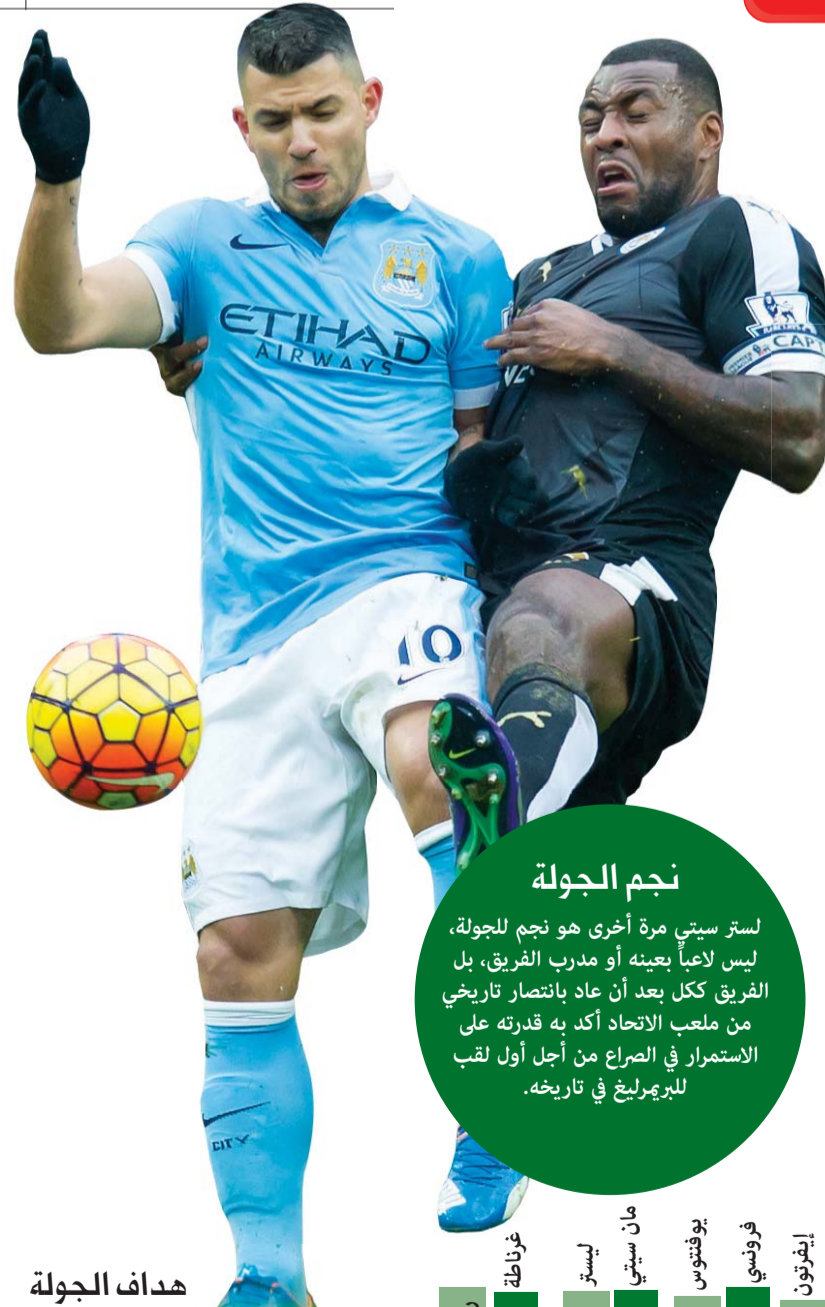 ETIHAD
AIRWAYS
10
CITY
CAPT
نجم الجولة
لستر سيتي مرة أخرى هو نجم للجولة،
ليس لاعباً بعينه أو مدرب الفريق، بل
الفريق ككل بعد أن عاد بانتصار تاريخي
من ملعب الاتحاد أكد به قدرته على
الاستمرار في الصراع من أجل أول لقب
للبريمرليغ في تاريخه.
هداف الجولة
غرناطة
ليستر
مان سيتي
يوفنتوس
فرونسي
إيفرتون